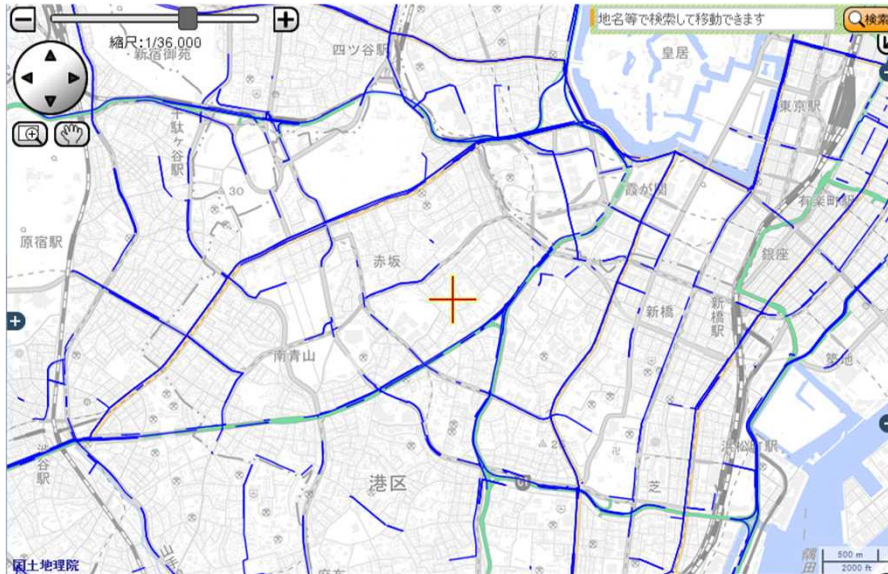 地名等で検索して移動できます
検索
縮尺:1/36,000
新宿御苑
四ツ谷駅
皇居
東京駅
千駄ヶ谷駅
30
霞が関
有楽町駅
原宿駅
赤坂
銀座
新橋
新橋駅
南青山
築地
浜松町駅
渋谷駅
港区
芝
国土地理院
500 m
2000 ft